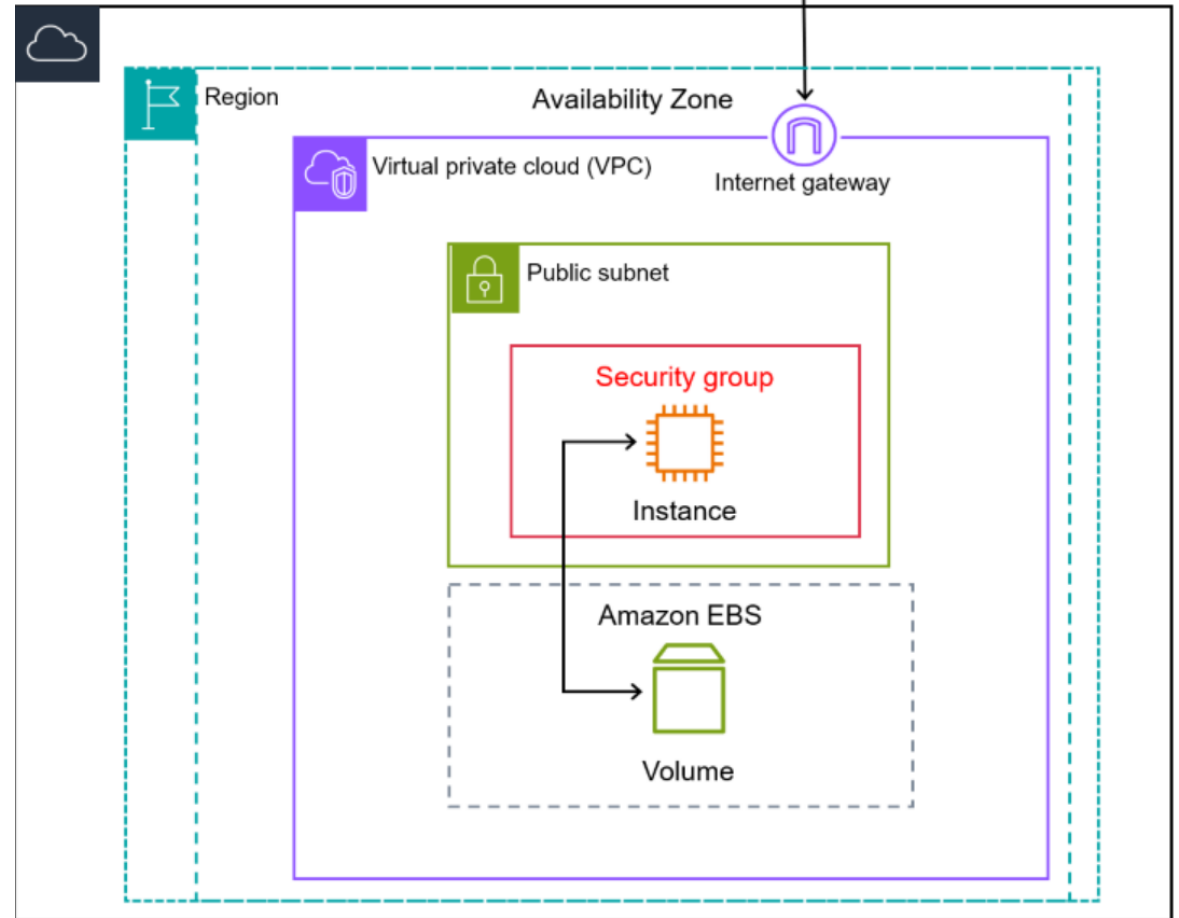 Region
Availability Zone
Virtual private cloud (VPC)
Internet gateway
Public subnet
Security group
Instance
Amazon EBS
Volume